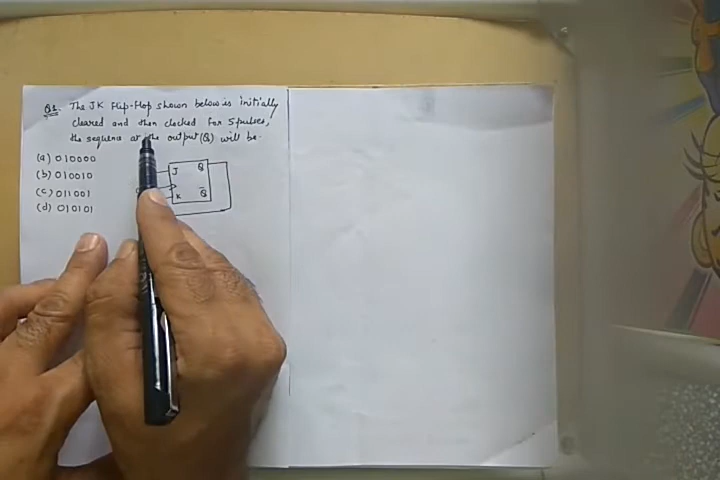 Q1. The JK Flip-Flop shown below is initially
cleared and then clocked for 5 pulses,
the sequence at the output (Q) will be.
(a) 010000
(b) 010010
(c) 011001
(d) 010101
J Q
K Q̅